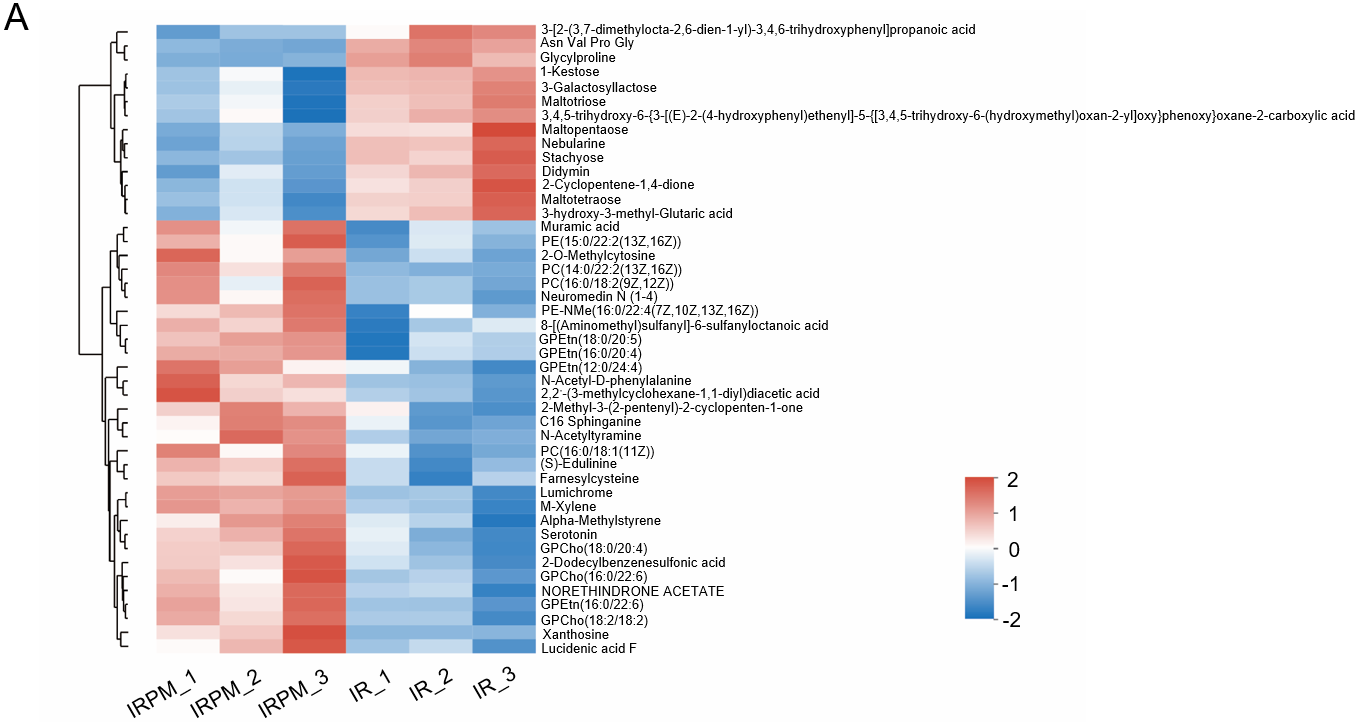 A
3-[2-(3,7-dimethylocta-2,6-dien-1-yl)-3,4,6-trihydroxyphenyl]propanoic acid
Asn Val Pro Gly
Glycylproline
1-Kestose
3-Galactosyllactose
Maltotriose
3,4,5-trihydroxy-6-{3-[(E)-2-(4-hydroxyphenyl)ethenyl]-5-{[3,4,5-trihydroxy-6-(hydroxymethyl)oxan-2-yl]oxy}phenoxy}oxane-2-carboxylic acid
Maltopentaose
Nebularine
Stachyose
Didymin
2-Cyclopentene-1,4-dione
Maltotetraose
3-hydroxy-3-methyl-Glutaric acid
Muramic acid
PE(15:0/22:2(13Z,16Z))
2-O-Methylcytosine
PC(14:0/22:2(13Z,16Z))
PC(16:0/18:2(9Z,12Z))
Neuromedin N (1-4)
PE-NMe(16:0/22:4(7Z,10Z,13Z,16Z))
8-[(Aminomethyl)sulfanyl]-6-sulfanyloctanoic acid
GPEtn(18:0/20:5)
GPEtn(16:0/20:4)
GPEtn(12:0/24:4)
N-Acetyl-D-phenylalanine
2,2'-(3-methylcyclohexane-1,1-diyl)diacetic acid
2-Methyl-3-(2-pentenyl)-2-cyclopenten-1-one
C16 Sphinganine
N-Acetyltyramine
PC(16:0/18:1(11Z))
(S)-Edulinine
Farnesylcysteine
Lumichrome
M-Xylene
Alpha-Methylstyrene
Serotonin
GPCho(18:0/20:4)
2-Dodecylbenzenesulfonic acid
GPCho(16:0/22:6)
NORETHINDRONE ACETATE
GPEtn(16:0/22:6)
GPCho(18:2/18:2)
Xanthosine
Lucidenic acid F
2
1
0
-1
-2
IRPM_1 IRPM_2 IRPM_3 IR_1 IR_2 IR_3